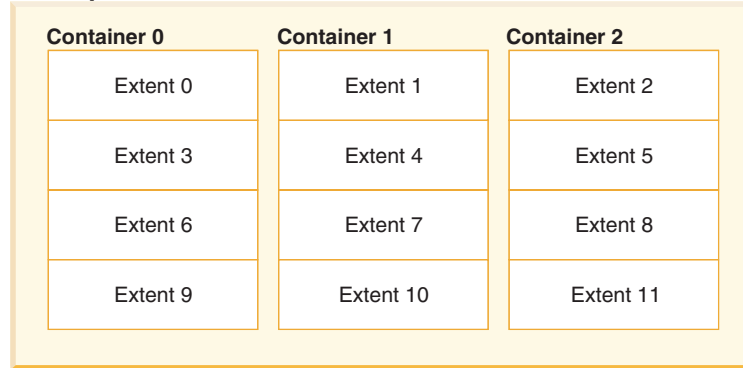 Container 0 Container 1 Container 2
Extent 0 Extent 1 Extent 2
Extent 3 Extent 4 Extent 5
Extent 6 Extent 7 Extent 8
Extent 9 Extent 10 Extent 11